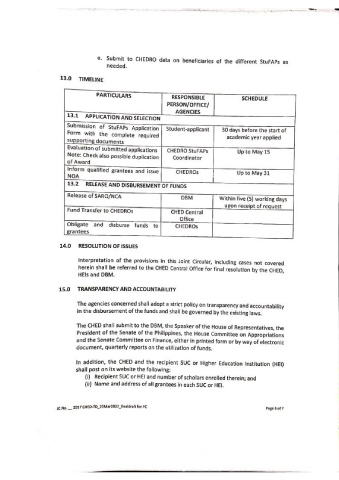 e. Submit to CHEDRO data on beneficiaries of the different StuFAPs as
needed.
13.0 TIMELINE
PARTICULARS
RESPONSIBLE
PERSON/OFFICE/
AGENCIES
SCHEDULE
13.1 APPLICATION AND SELECTION
Submission of StuFAPs Application
Form with the complete required
supporting documents
Student-applicant
30 days before the start of
academic year applied
Evaluation of submitted applications
Note: Check also possible duplication
of Award
CHEDRO StuFAPs
Coordinator
Up to May 15
Inform qualified grantees and issue
NOA
CHEDROs
Up to May 31
13.2 RELEASE AND DISBURSEMENT OF FUNDS
Release of SARO/NCA
DBM
Within five (5) working days
upon receipt of request
Fund Transfer to CHEDROs
CHED Central
Office
Obligate and disburse funds to
grantees
CHEDROs
14.0 RESOLUTION OF ISSUES
Interpretation of the provisions in this Joint Circular, including cases not covered
herein shall be referred to the CHED Central Office for final resolution by the CHED,
HEIs and DBM.
15.0 TRANSPARENCY AND ACCOUNTABILITY
The agencies concerned shall adopt a strict policy on transparency and accountability
in the disbursement of the funds and shall be governed by the existing laws.
The CHED shall submit to the DBM, the Speaker of the House of Representatives, the
President of the Senate of the Philippines, the House Committee on Appropriations
and the Senate Committee on Finance, either in printed form or by way of electronic
document, quarterly reports on the utilization of funds.
In addition, the CHED and the recipient SUC or Higher Education Institution (HEI)
shall post on its website the following:
(i) Recipient SUC or HEI and number of scholars enrolled therein; and
(ii) Name and address of all grantees in each SUC or HEI.
JC No. __
Page 6 of 7